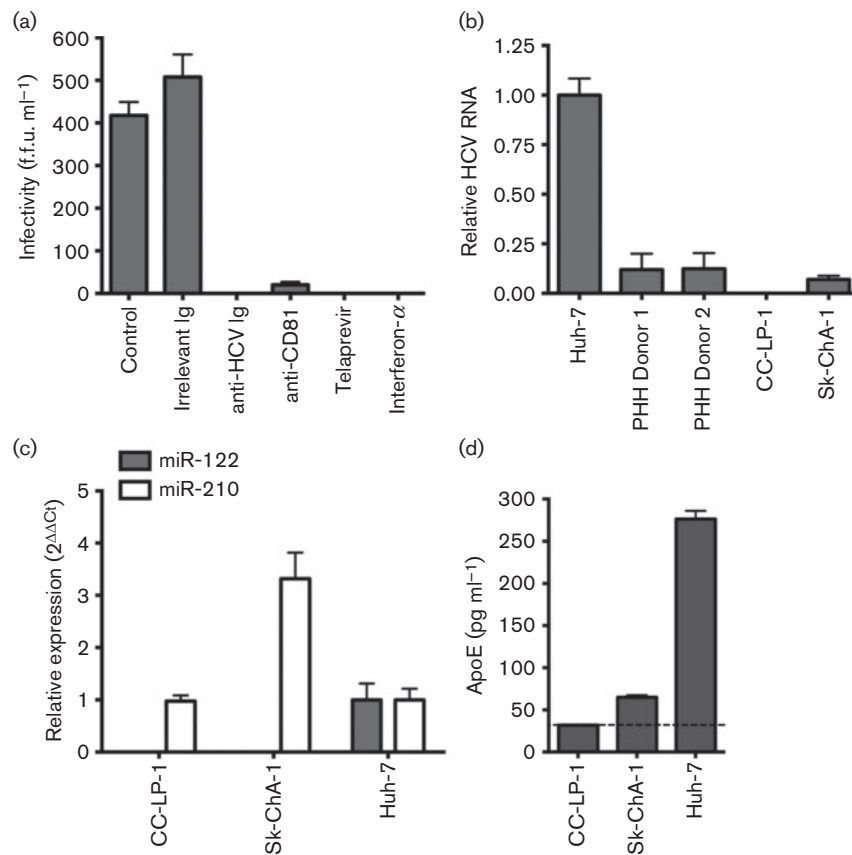 (a)
600
500
400
300
200
100
0
Infectivity (f.f.u. ml⁻¹)
Control
Irrelevant Ig
anti-HCV Ig
anti-CD81
Telaprevir
Interferon-α
(b)
1.25
1.00
0.75
0.50
0.25
0.00
Relative HCV RNA
Huh-7
PHH Donor 1
PHH Donor 2
CC-LP-1
Sk-ChA-1
(c)
miR-122
miR-210
5
4
3
2
1
0
Relative expression (2^ΔΔCt)
CC-LP-1
Sk-ChA-1
Huh-7
(d)
300
250
200
150
100
50
0
ApoE (pg ml⁻¹)
CC-LP-1
Sk-ChA-1
Huh-7